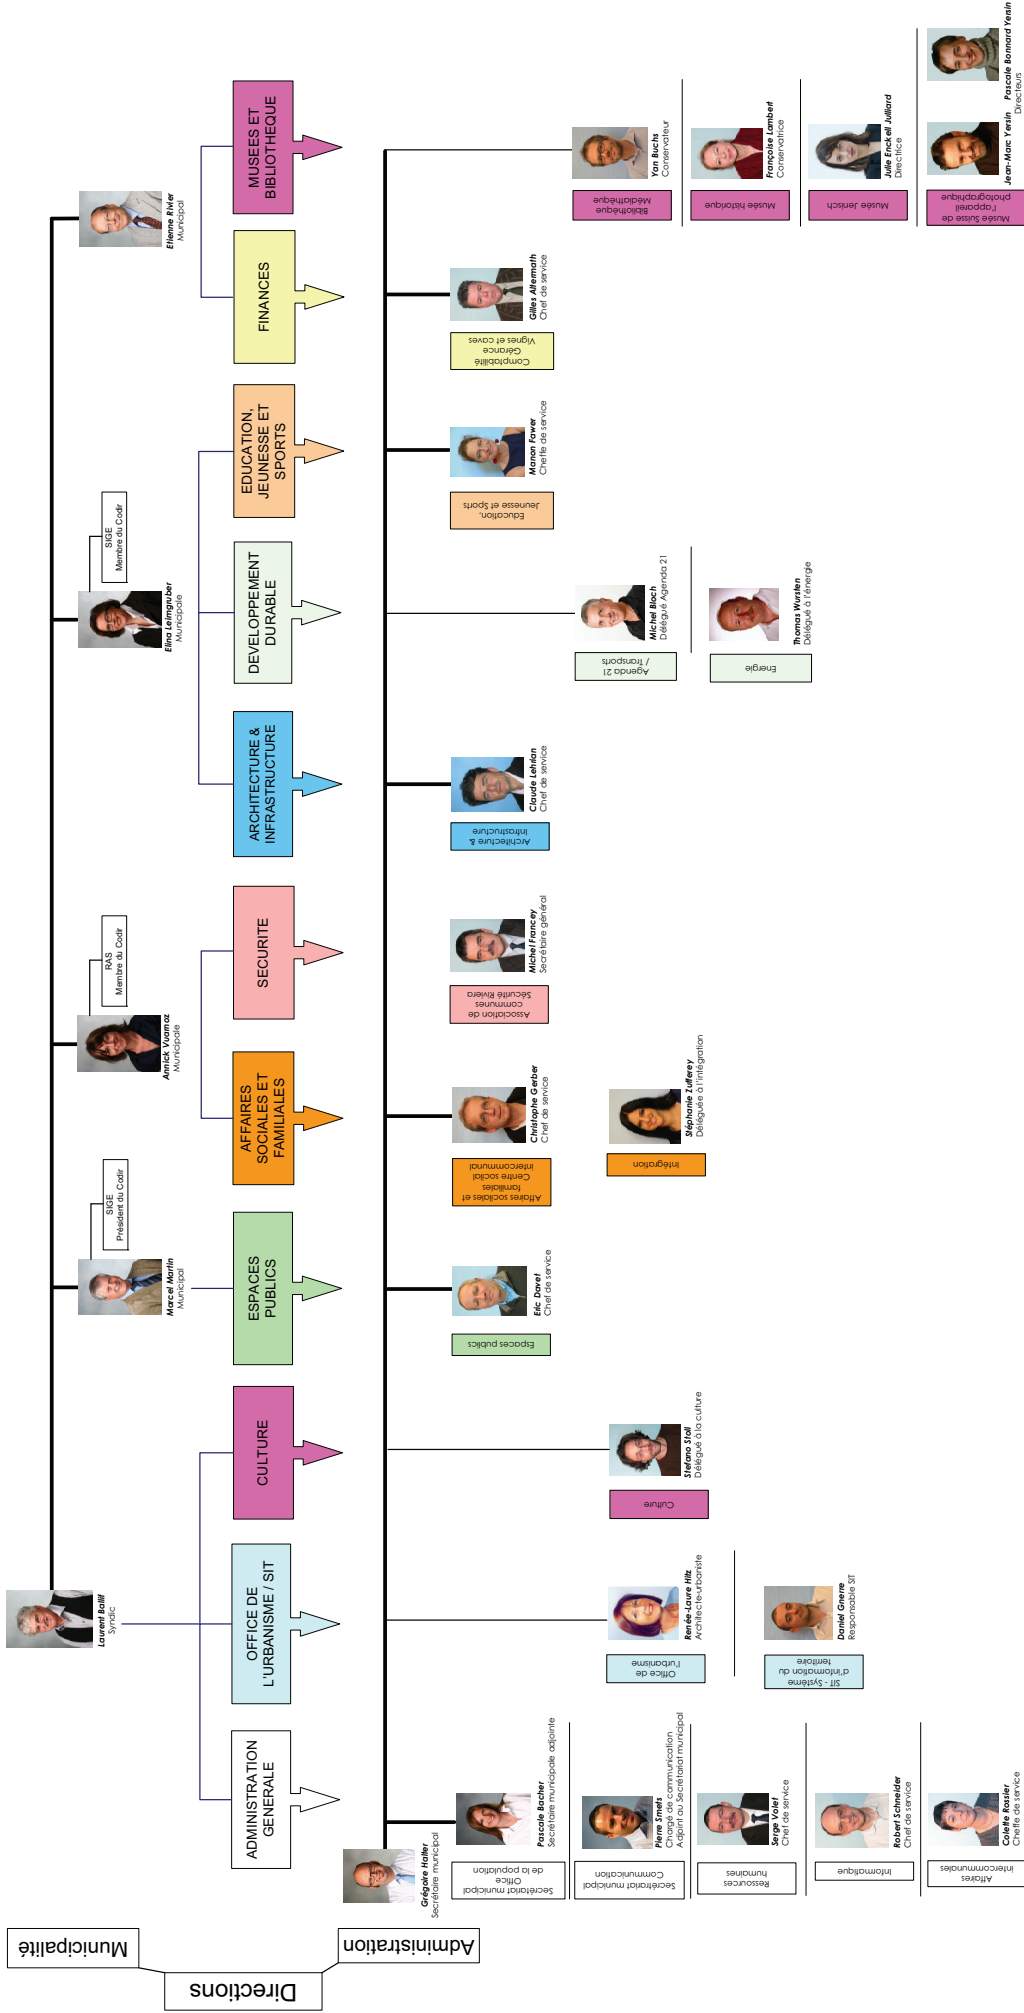 Municipalité
Directions
Administration
Laurent Ballif
Syndic
Marcel Martin
Municipal
SIGE
Président du Codir
Annick Vuarnoz
Municipale
RAS
Membre du Codir
Elina Leimgruber
Municipale
SIGE
Membre du Codir
Etienne Rivier
Municipal
ADMINISTRATION
GENERALE
OFFICE DE
L'URBANISME / SIT
CULTURE
ESPACES
PUBLICS
AFFAIRES
SOCIALES ET
FAMILIALES
SECURITE
ARCHITECTURE &
INFRASTRUCTURE
DEVELOPPEMENT
DURABLE
EDUCATION,
JEUNESSE ET
SPORTS
FINANCES
MUSEES ET
BIBLIOTHEQUE
Grégoire Halter
Secrétaire municipal
Secrétariat municipal
Office
de la population
Pascale Bacher
Secrétaire municipale adjointe
Secrétariat municipal
Communication
Pierre Smets
Chargé de communication
Adjoint au Secrétariat municipal
Ressources
humaines
Serge Volet
Chef de service
Informatique
Robert Schneider
Chef de service
Affaires
intercommunales
Colette Rossier
Cheffe de service
Office de
l'urbanisme
Renée-Laure Hitz
Architecte-urbaniste
SIT - Système
d'information du
territoire
Daniel Gnerre
Responsable SIT
Culture
Stefano Stoll
Délégué à la culture
Espaces publics
Eric Davet
Chef de service
Affaires socilales et
familiales
Centre socilal
intercommunal
Christophe Gerber
Chef de service
Intégration
Stéphanie Zufferey
Déléguée à l'intégration
Association de
communes
Sécurité Riviera
Michel Francey
Secrétaire général
Architecture &
Infrastructure
Claude Lehrian
Chef de service
Agenda 21
/ Transports
Michel Bloch
Délégué Agenda 21
Energie
Thomas Wursten
Délégué à l'énergie
Education,
Jeunesse et Sports
Manon Fawer
Cheffe de service
Comptabilité
Gérance
Vignes et caves
Gilles Altermath
Chef de service
Bibliothèque
Médiathèque
Yan Buchs
Conservateur
Musée historique
Françoise Lambert
Conservatrice
Musée Jenisch
Julie Enckell Julliard
Directrice
Musée Suisse de
l'appareil
photographique
Jean-Marc Yersin Pascale Bonnard Yersin
Directeurs